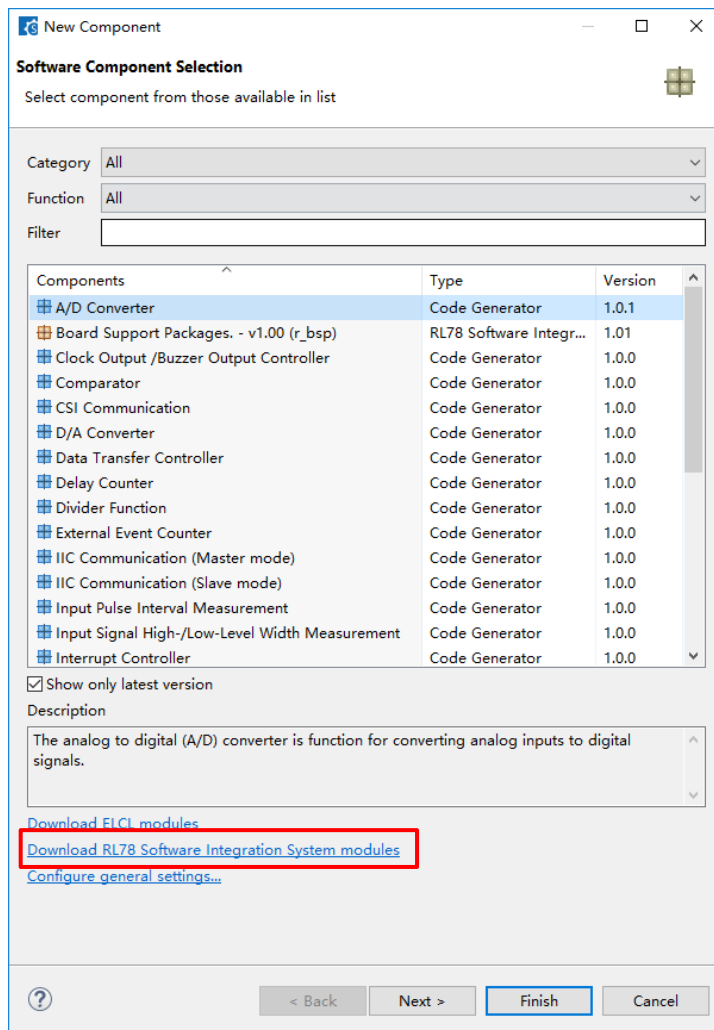 New Component
Software Component Selection
Select component from those available in list
Category All
Function All
Filter
Components Type Version
A/D Converter Code Generator 1.0.1
Board Support Packages. - v1.00 (r_bsp) RL78 Software Integr... 1.01
Clock Output /Buzzer Output Controller Code Generator 1.0.0
Comparator Code Generator 1.0.0
CSI Communication Code Generator 1.0.0
D/A Converter Code Generator 1.0.0
Data Transfer Controller Code Generator 1.0.0
Delay Counter Code Generator 1.0.0
Divider Function Code Generator 1.0.0
External Event Counter Code Generator 1.0.0
IIC Communication (Master mode) Code Generator 1.0.0
IIC Communication (Slave mode) Code Generator 1.0.0
Input Pulse Interval Measurement Code Generator 1.0.0
Input Signal High-/Low-Level Width Measurement Code Generator 1.0.0
Interrupt Controller Code Generator 1.0.0
Show only latest version
Description
The analog to digital (A/D) converter is function for converting analog inputs to digital
signals.
Download ELCL modules
Download RL78 Software Integration System modules
Configure general settings...
? < Back Next > Finish Cancel